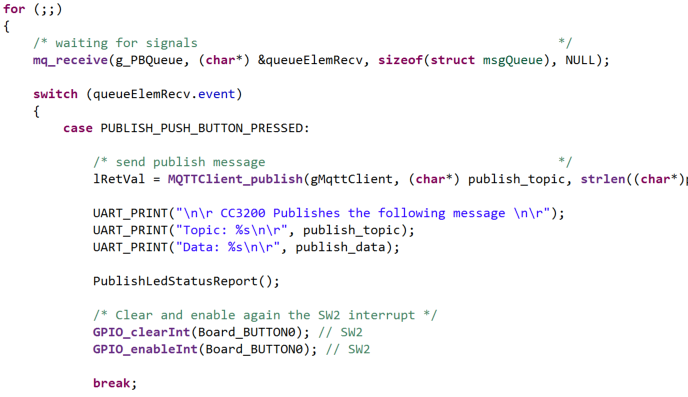 for (;;)
{
    /* waiting for signals                                                */
    mq_receive(g_PBQueue, (char*) &queueElemRecv, sizeof(struct msgQueue), NULL);

    switch (queueElemRecv.event)
    {
        case PUBLISH_PUSH_BUTTON_PRESSED:

            /* send publish message                                       */
            lRetVal = MQTTClient_publish(gMqttClient, (char*) publish_topic, strlen((char*)p

            UART_PRINT("\n\r CC3200 Publishes the following message \n\r");
            UART_PRINT("Topic: %s\n\r", publish_topic);
            UART_PRINT("Data: %s\n\r", publish_data);

            PublishLedStatusReport();

            /* Clear and enable again the SW2 interrupt */
            GPIO_clearInt(Board_BUTTON0); // SW2
            GPIO_enableInt(Board_BUTTON0); // SW2

            break;